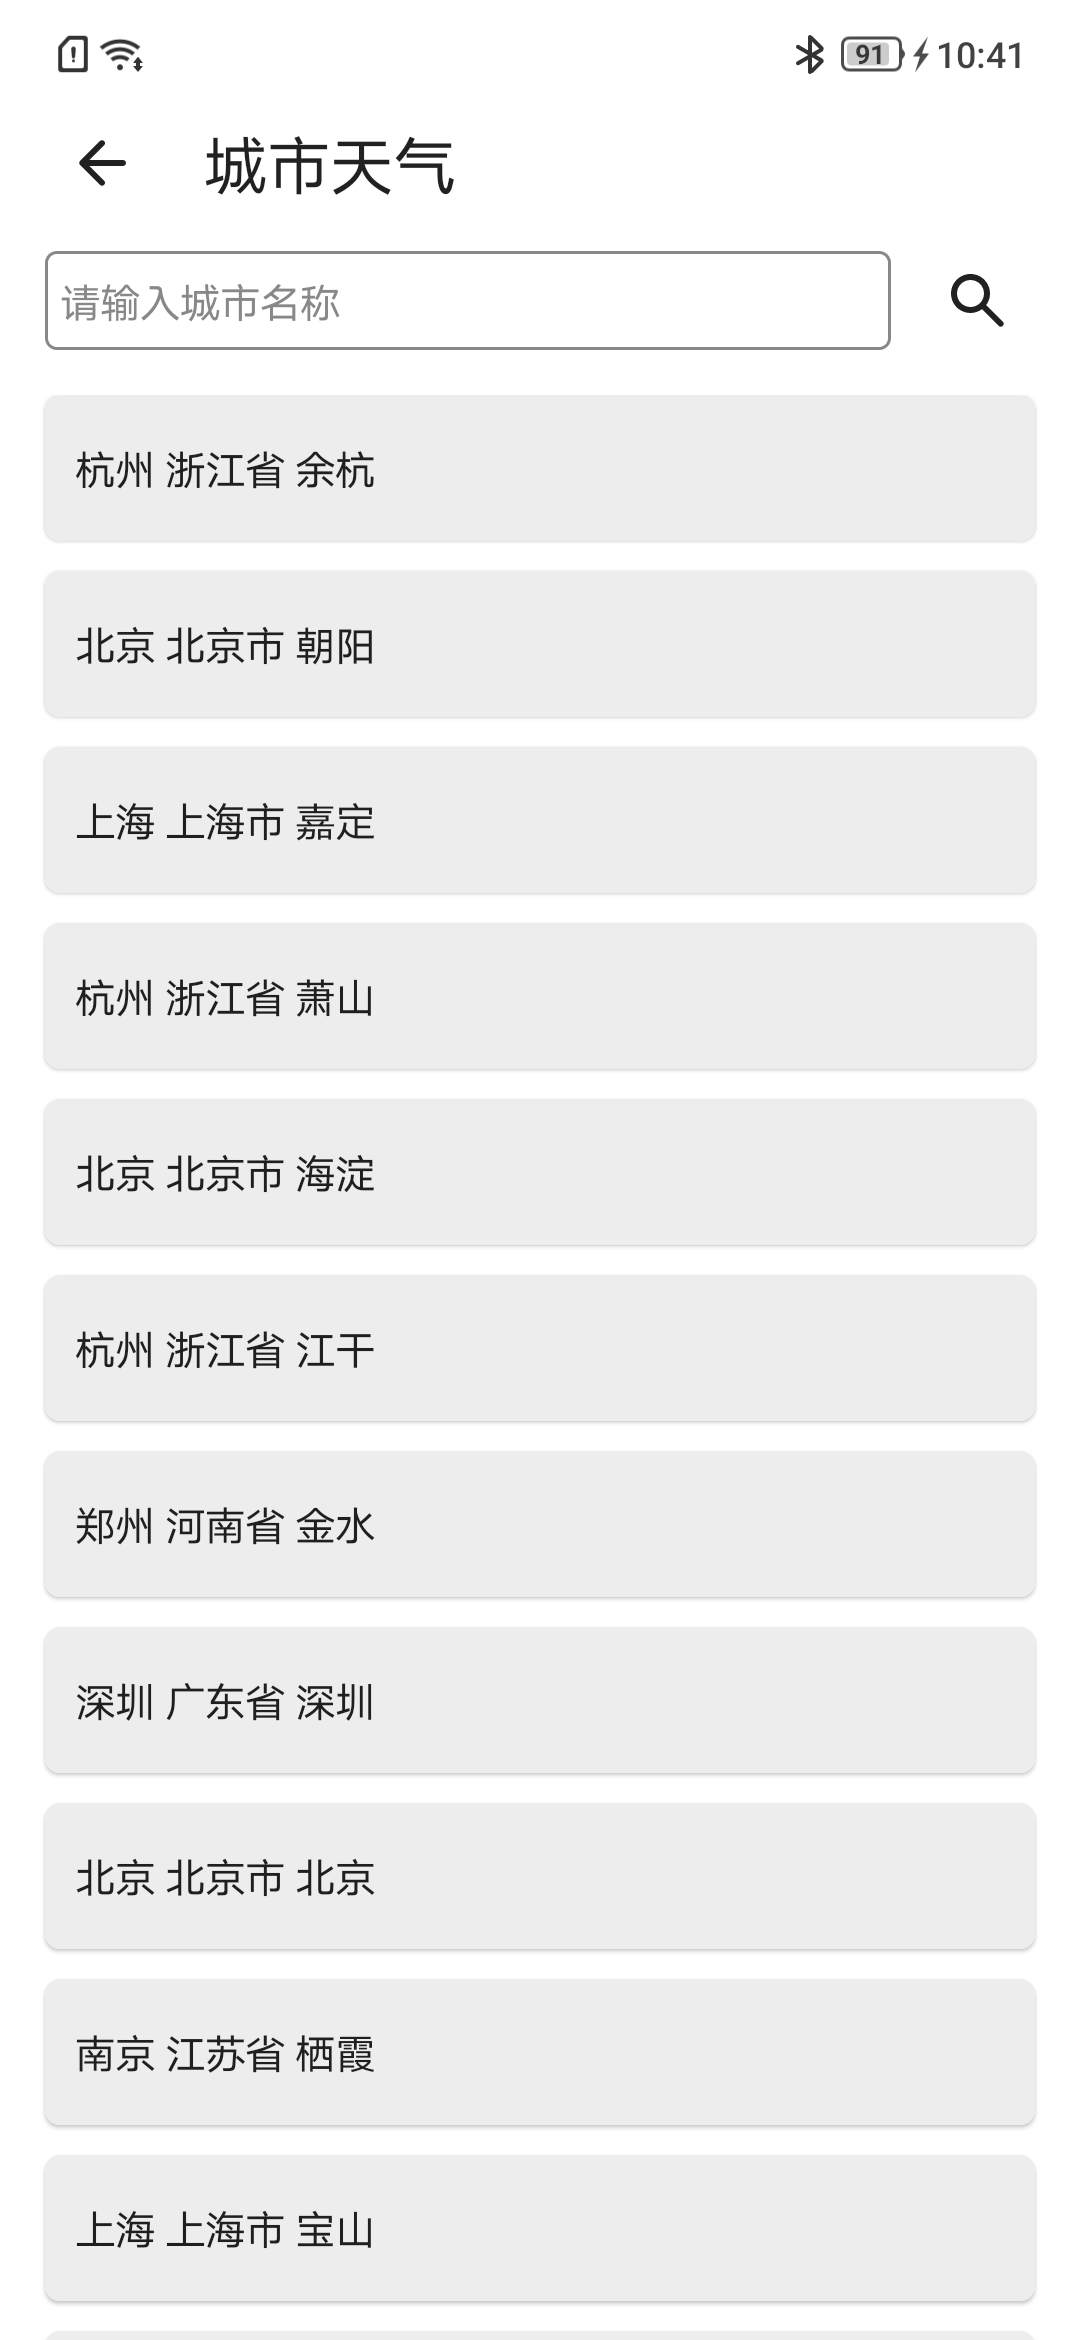 91 10:41
城市天气
请输入城市名称
杭州 浙江省 余杭
北京 北京市 朝阳
上海 上海市 嘉定
杭州 浙江省 萧山
北京 北京市 海淀
杭州 浙江省 江干
郑州 河南省 金水
深圳 广东省 深圳
北京 北京市 北京
南京 江苏省 栖霞
上海 上海市 宝山